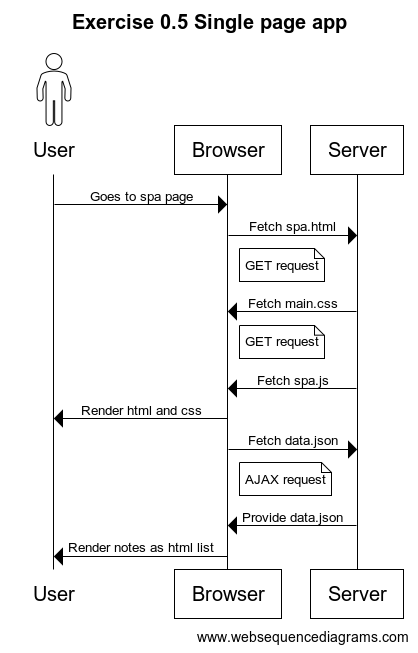 Exercise 0.5 Single page app
User
Browser
Server
Goes to spa page
Fetch spa.html
GET request
Fetch main.css
GET request
Fetch spa.js
Render html and css
Fetch data.json
AJAX request
Provide data.json
Render notes as html list
User
Browser
Server
www.websequencediagrams.com